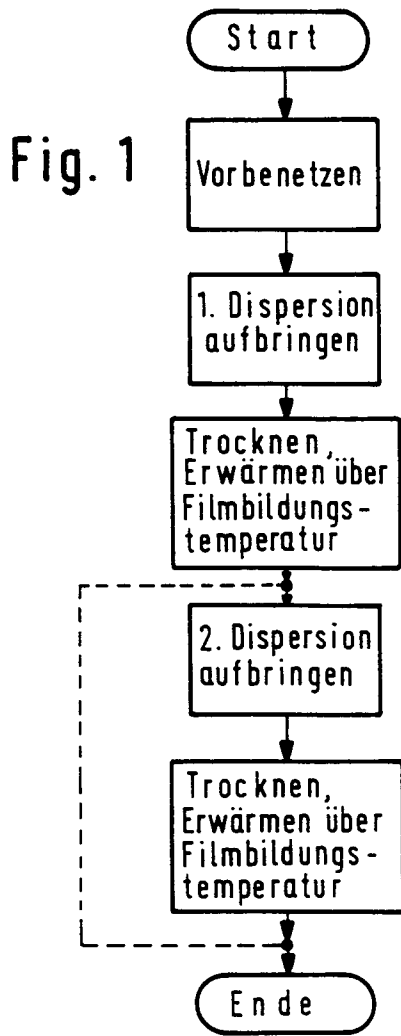 Start
Fig. 1
Vorbenetzen
1. Dispersion
aufbringen
Trocknen,
Erwärmen über
Filmbildungs-
temperatur
2. Dispersion
aufbringen
Trocknen,
Erwärmen über
Filmbildungs-
temperatur
Ende